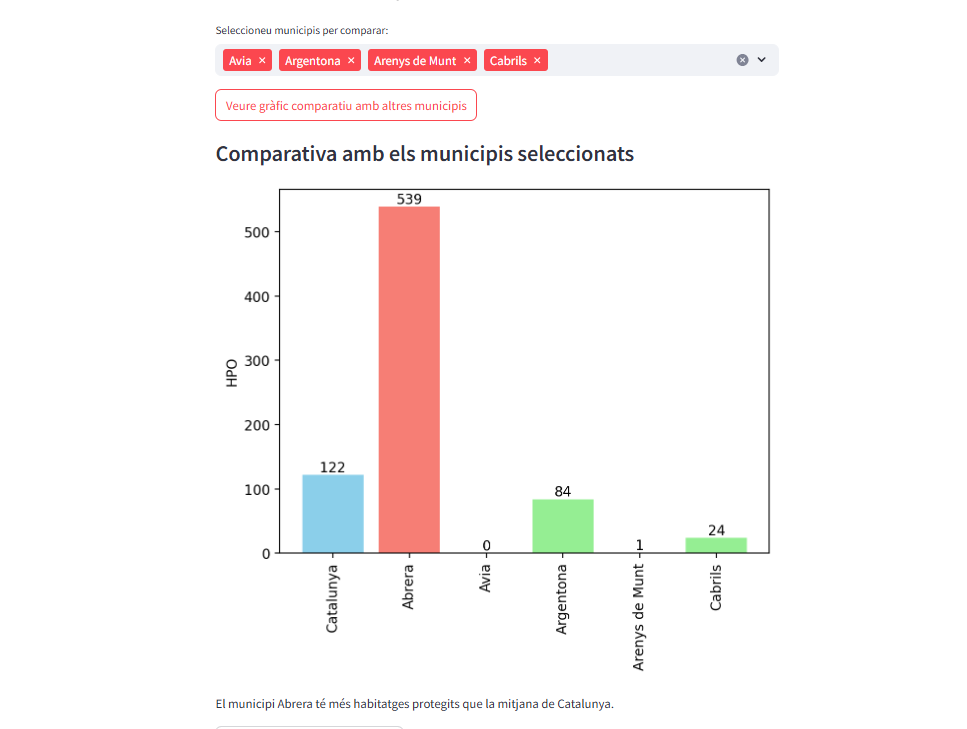 Seleccioneu municipis per comparar:
Avia × Argentona × Arenys de Munt × Cabrils ×
Veure gràfic comparatiu amb altres municipis
Comparativa amb els municipis seleccionats
539
500
400
300
200
122
100
84
24
0
1
0
HPO
Catalunya
Abrera
Avia
Argentona
Arenys de Munt
Cabrils
El municipi Abrera té més habitatges protegits que la mitjana de Catalunya.